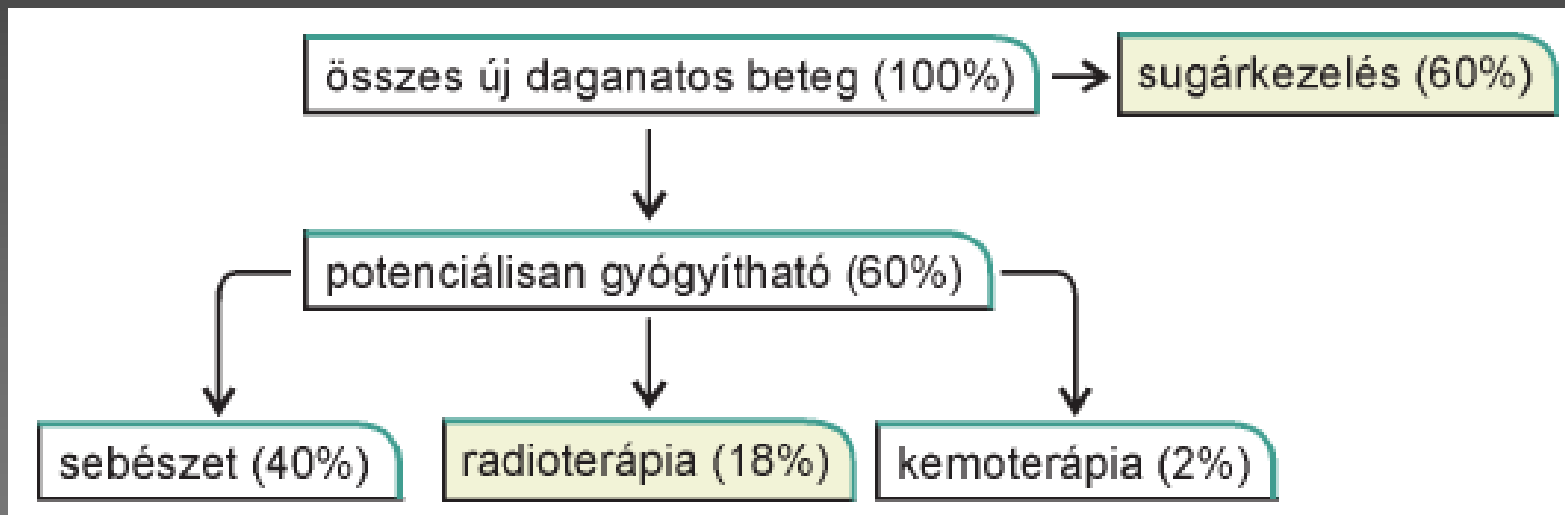 összes új daganatos beteg (100%)
sugárkezelés (60%)
potenciálisan gyógyítható (60%)
sebészet (40%)
radioterápia (18%)
kemoterápia (2%)